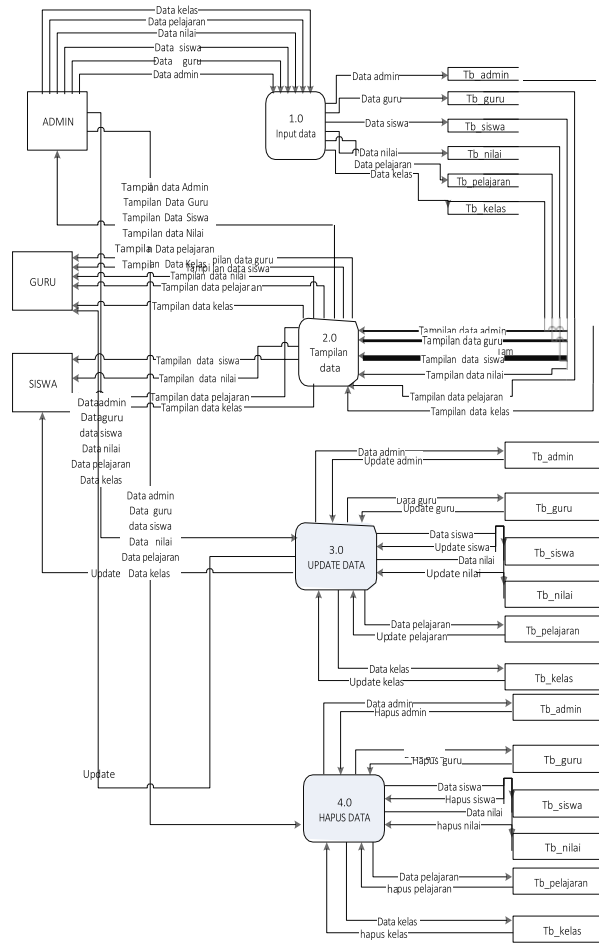 Data kelas
Data pelajaran
Data nilai
Data siswa
Data guru
Data admin
ADMIN
1.0
Input data
Data admin
Data guru
Data siswa
Data nilai
Data pelajaran
Data kelas
Tb_admin
Tb_guru
Tb_siswa
Tb_nilai
Tb_pelajaran
Tb_kelas
Tampilan data Admin
Tampilan Data Guru
Tampilan Data Siswa
Tampilan Data Nilai
Tampilan Data Pelajaran
Tampilan Data Kelas
pilan data guru
Tampilan data siswa
Tampilan data nilai
Tampilan data pelajaran
Tampilan data kelas
GURU
2.0
Tampilan
data
Tampilan data admin
Tampilan data guru
Tampilan data siswa
Tampilan data nilai
Tampilan data pelajaran
Tampilan data kelas
SISWA
Tampilan data siswa
Tampilan data nilai
Tampilan data pelajaran
Tampilan data kelas
Dataadmin
Dataguru
data siswa
Data nilai
Data pelajaran
Data kelas
Data admin
Data guru
data siswa
Data nilai
Data pelajaran
Data kelas
Update
3.0
UPDATE DATA
Data admin
Update admin
Tb_admin
Data guru
Update guru
Tb_guru
Data siswa
Update siswa
Tb_siswa
Data nilai
Update nilai
Tb_nilai
Data pelajaran
Update pelajaran
Tb_pelajaran
Data kelas
Update kelas
Tb_kelas
Update
4.0
HAPUS DATA
Data admin
Hapus admin
Tb_admin
Hapus guru
Tb_guru
Data siswa
Hapus siswa
Tb_siswa
Data nilai
hapus nilai
Tb_nilai
Data pelajaran
hapus pelajaran
Tb_pelajaran
Data kelas
hapus kelas
Tb_kelas